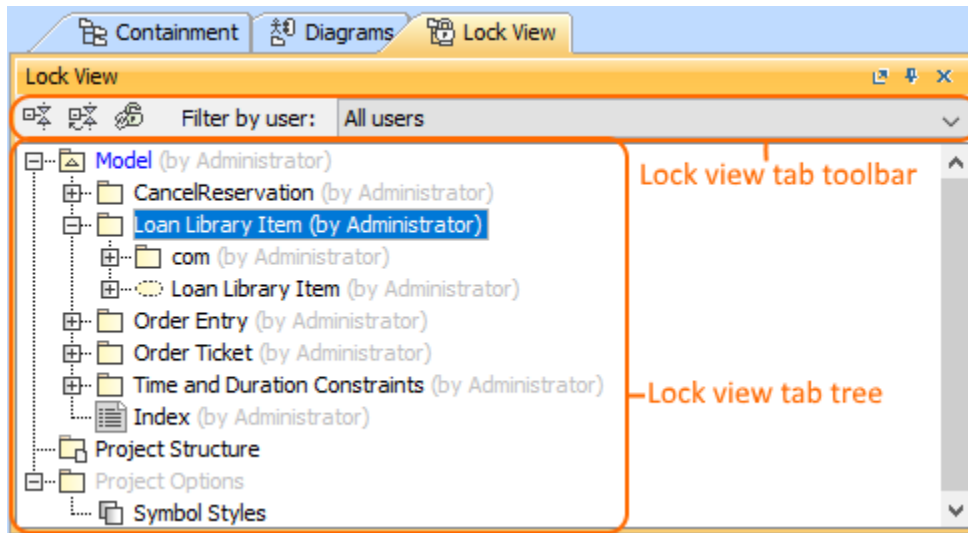 Containment Diagrams Lock View
Lock View
Filter by user: All users
Lock view tab toolbar
Model (by Administrator)
CancelReservation (by Administrator)
Loan Library Item (by Administrator)
com (by Administrator)
Loan Library Item (by Administrator)
Order Entry (by Administrator)
Order Ticket (by Administrator)
Time and Duration Constraints (by Administrator)
Lock view tab tree
Index (by Administrator)
Project Structure
Project Options
Symbol Styles